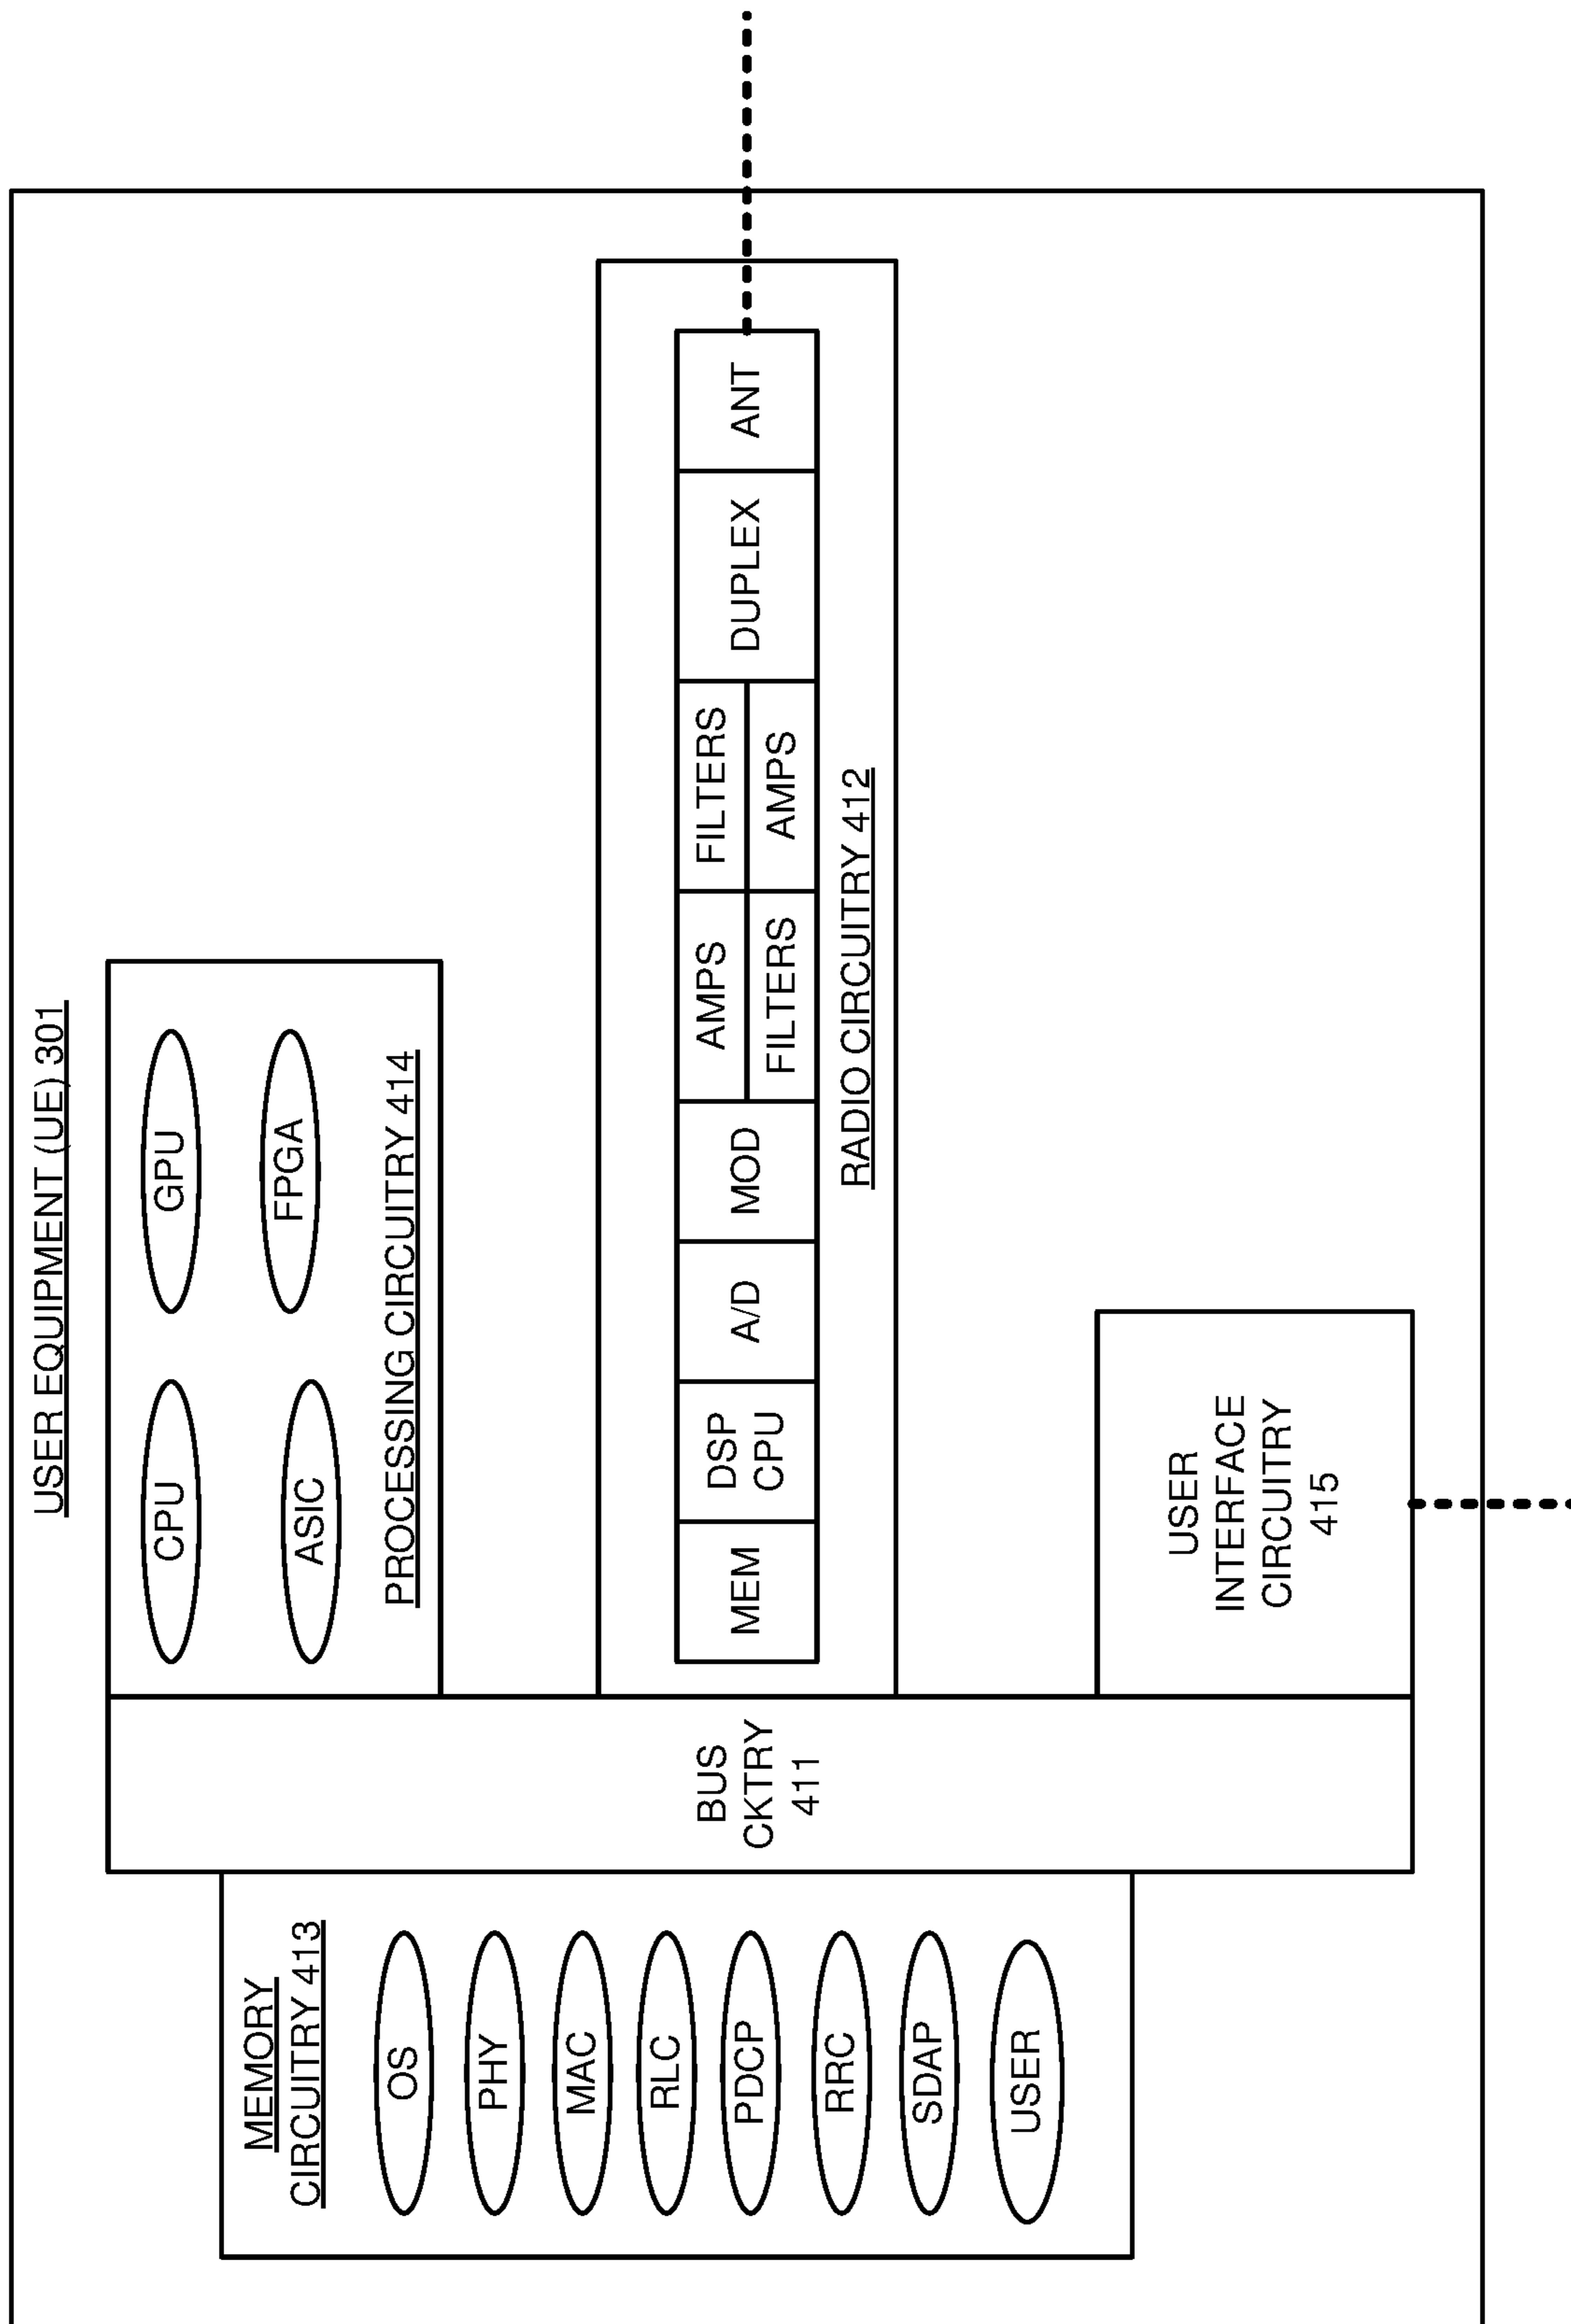 USER EQUIPMENT (UE) 301
MEMORY
CIRCUITRY 413
OS
PHY
MAC
RLC
PDCP
RRC
SDAP
USER
BUS
CKTRY
411
CPU
GPU
ASIC
FPGA
PROCESSING CIRCUITRY 414
MEM
DSP
CPU
A/D
MOD
AMPS
FILTERS
FILTERS
AMPS
DUPLEX
ANT
RADIO CIRCUITRY 412
USER
INTERFACE
CIRCUITRY
415